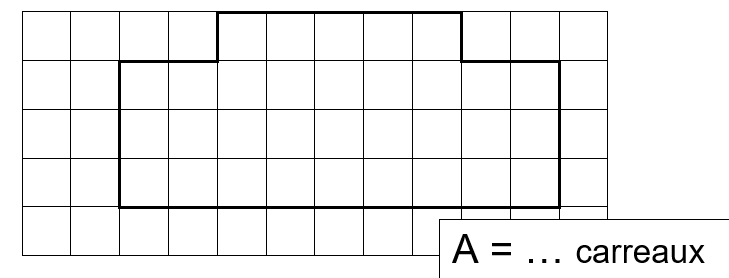 A = … carreaux